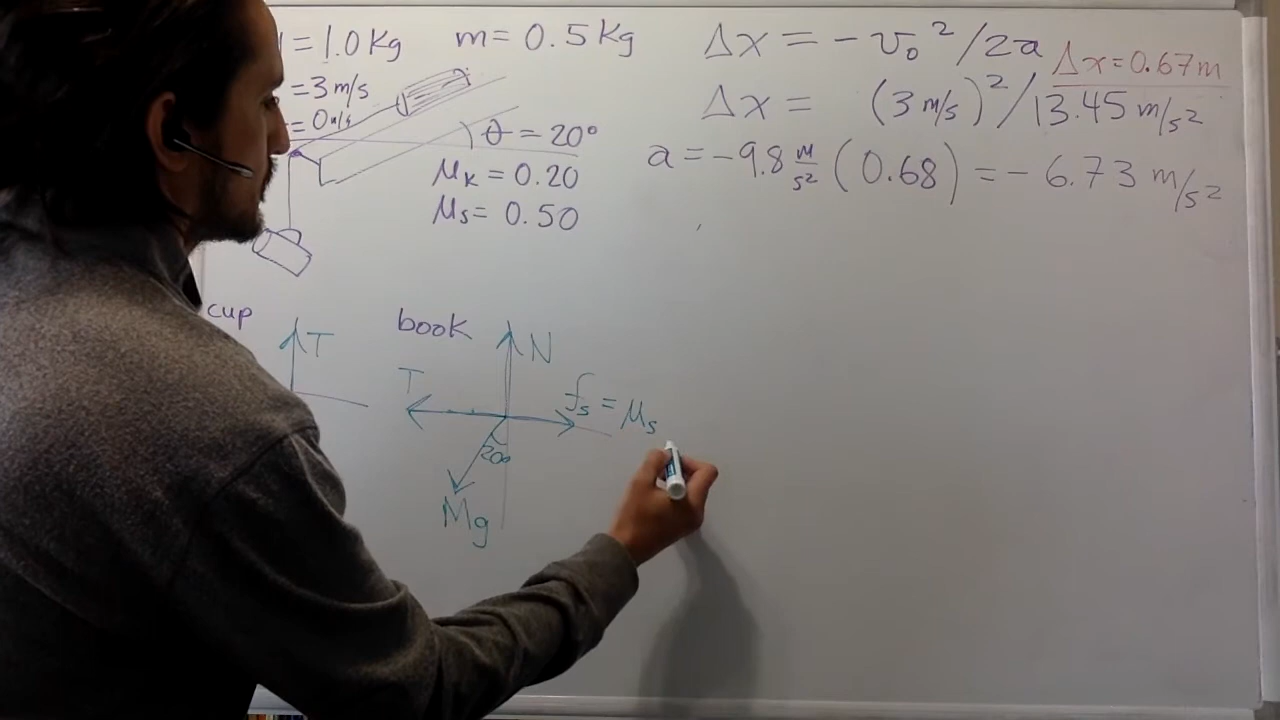 = 1.0 Kg
m = 0.5 Kg
= 3 m/s
= 0 m/s
θ = 20°
μk = 0.20
μs = 0.50
Δx = - v₀²/2a
Δx = 0.67m
Δx = (3 m/s)²/13.45 m/s²
a = -9.8 m/s² (0.68) = - 6.73 m/s²
cup
T
book
N
T
fs = μs
20°
Mg